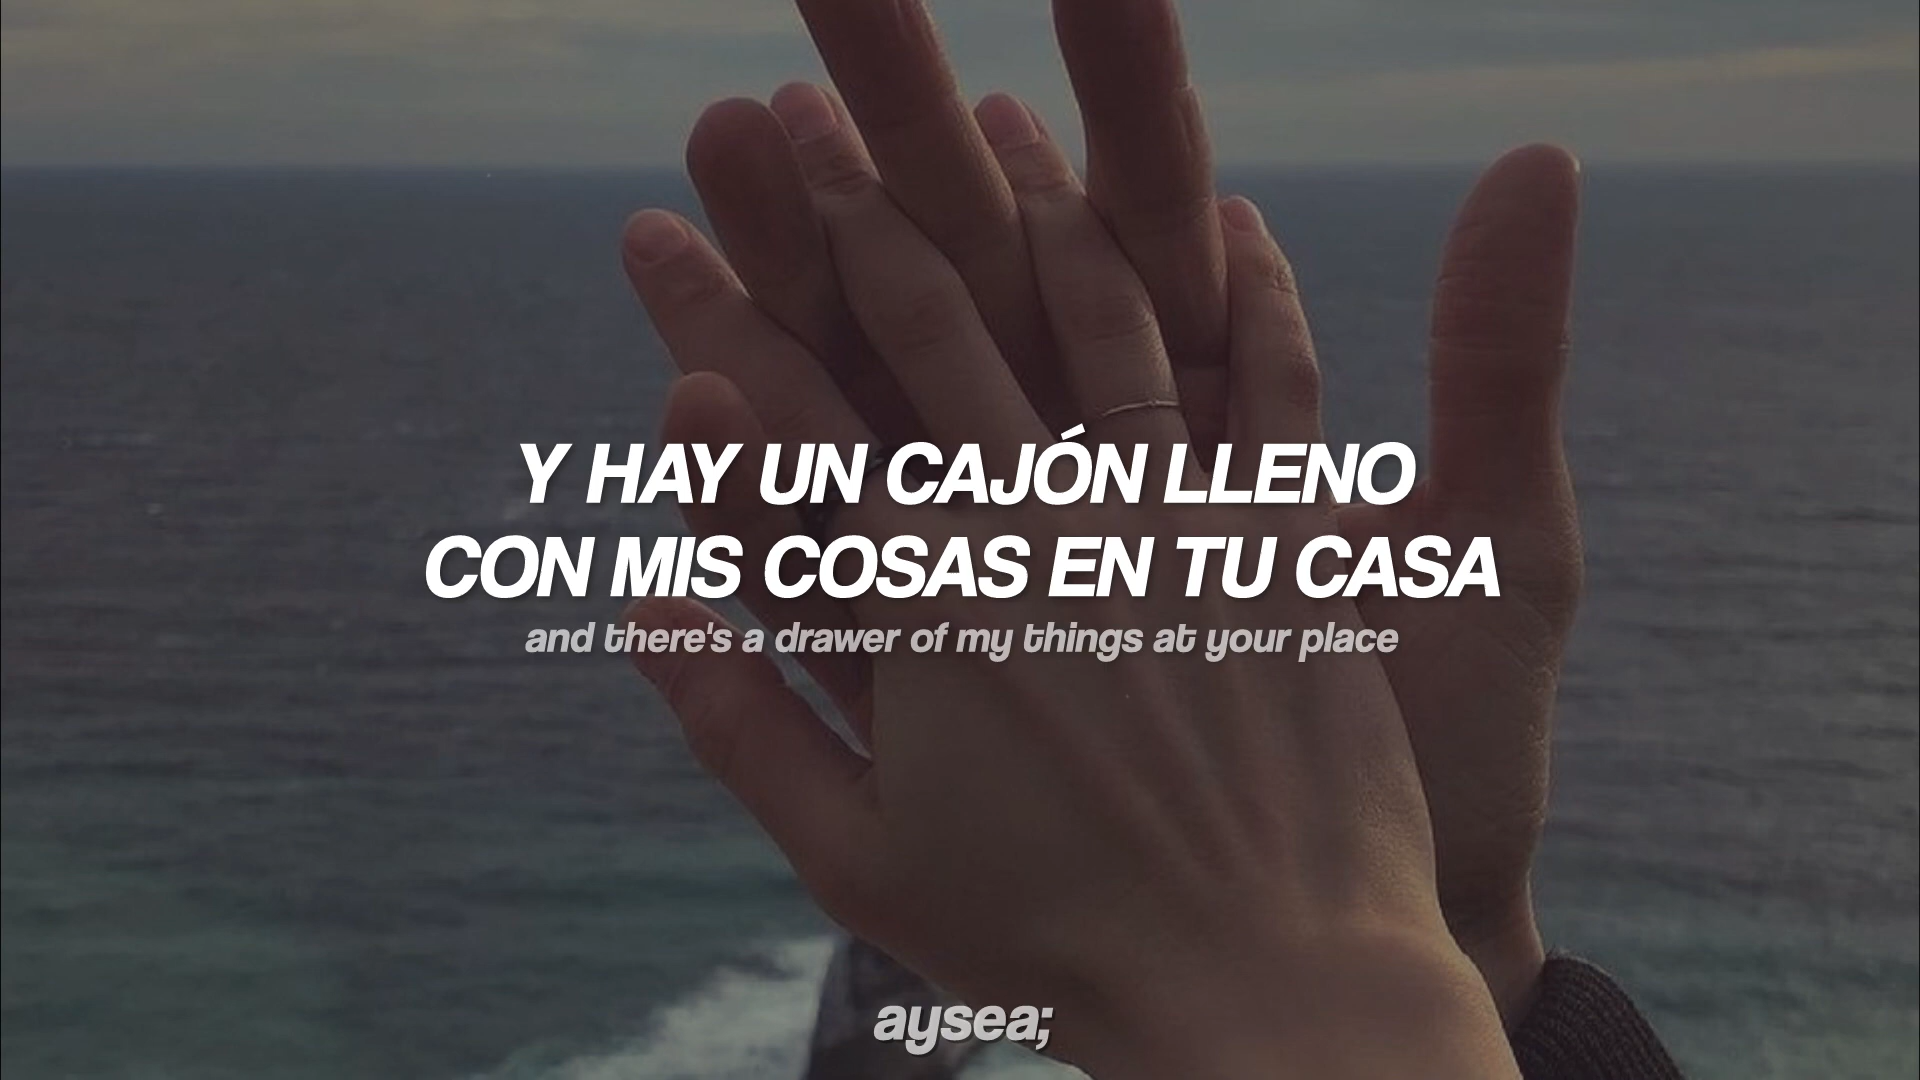 Y HAY UN CAJÓN LLENO
CON MIS COSAS EN TU CASA
and there's a drawer of my things at your place
aysea;